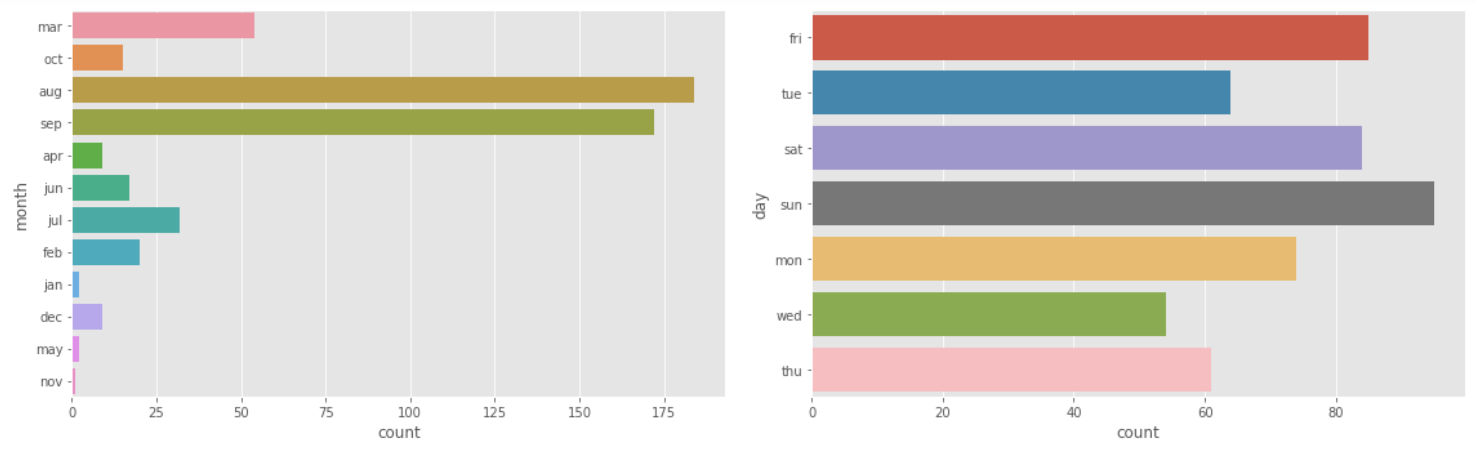 mar
oct
aug
sep
apr
jun
jul
feb
jan
dec
may
nov
month
0 25 50 75 100 125 150 175
count
fri
tue
sat
sun
mon
wed
thu
day
0 20 40 60 80
count